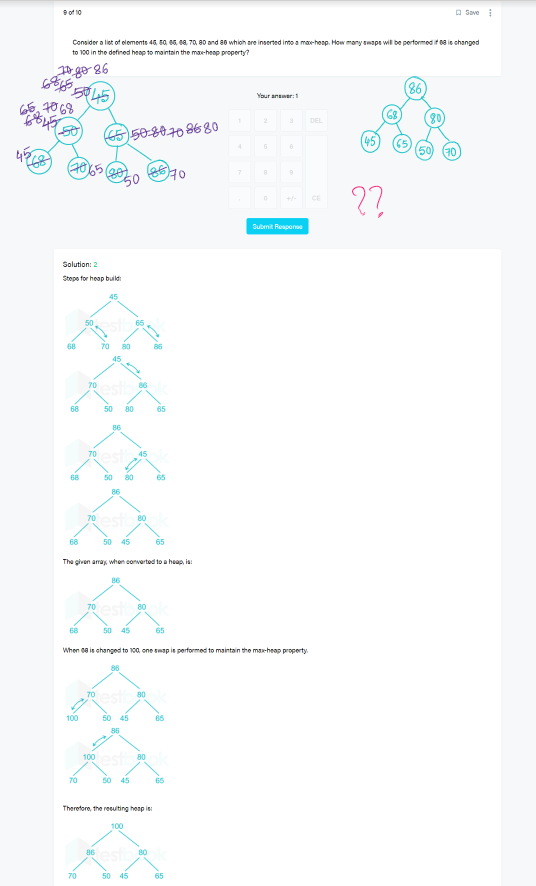 9 of 10
Save
Consider a list of elements 45, 50, 65, 68, 70, 80 and 86 which are inserted into a max-heap. How many swaps will be performed if 68 is changed
to 100 in the defined heap to maintain the max-heap property?
70 80 86
68 65
50 45
65 70 68
68 45
50
65 50 80 70 86 80
45 68
70 65
80 50
86 70
Your answer: 1
1 2 3 DEL
4 5 6
7 8 9
. 0 +/- CE
Submit Response
86
68 80
45 65 50 70
??
Solution: 2
Steps for heap build:
45
50 65
68 70 80 86
45
70 86
68 50 80 65
86
70 45
68 50 80 65
86
70 80
68 50 45 65
The given array, when converted to a heap, is:
86
70 80
68 50 45 65
When 68 is changed to 100, one swap is performed to maintain the max-heap property.
86
70 80
100 50 45 65
86
100 80
70 50 45 65
Therefore, the resulting heap is:
100
86 80
70 50 45 65